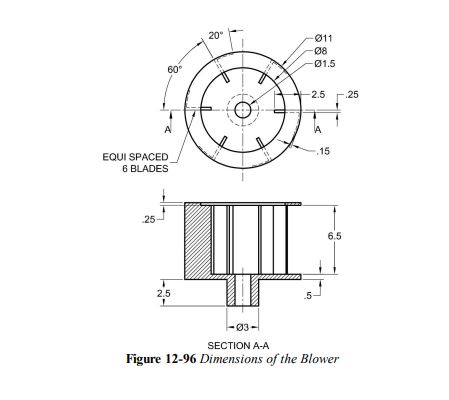 20°
Ø11
Ø8
Ø1.5
60°
2.5
.25
A
A
EQUI SPACED
6 BLADES
.15
.25
6.5
2.5
.5
Ø3
SECTION A-A
Figure 12-96 Dimensions of the Blower